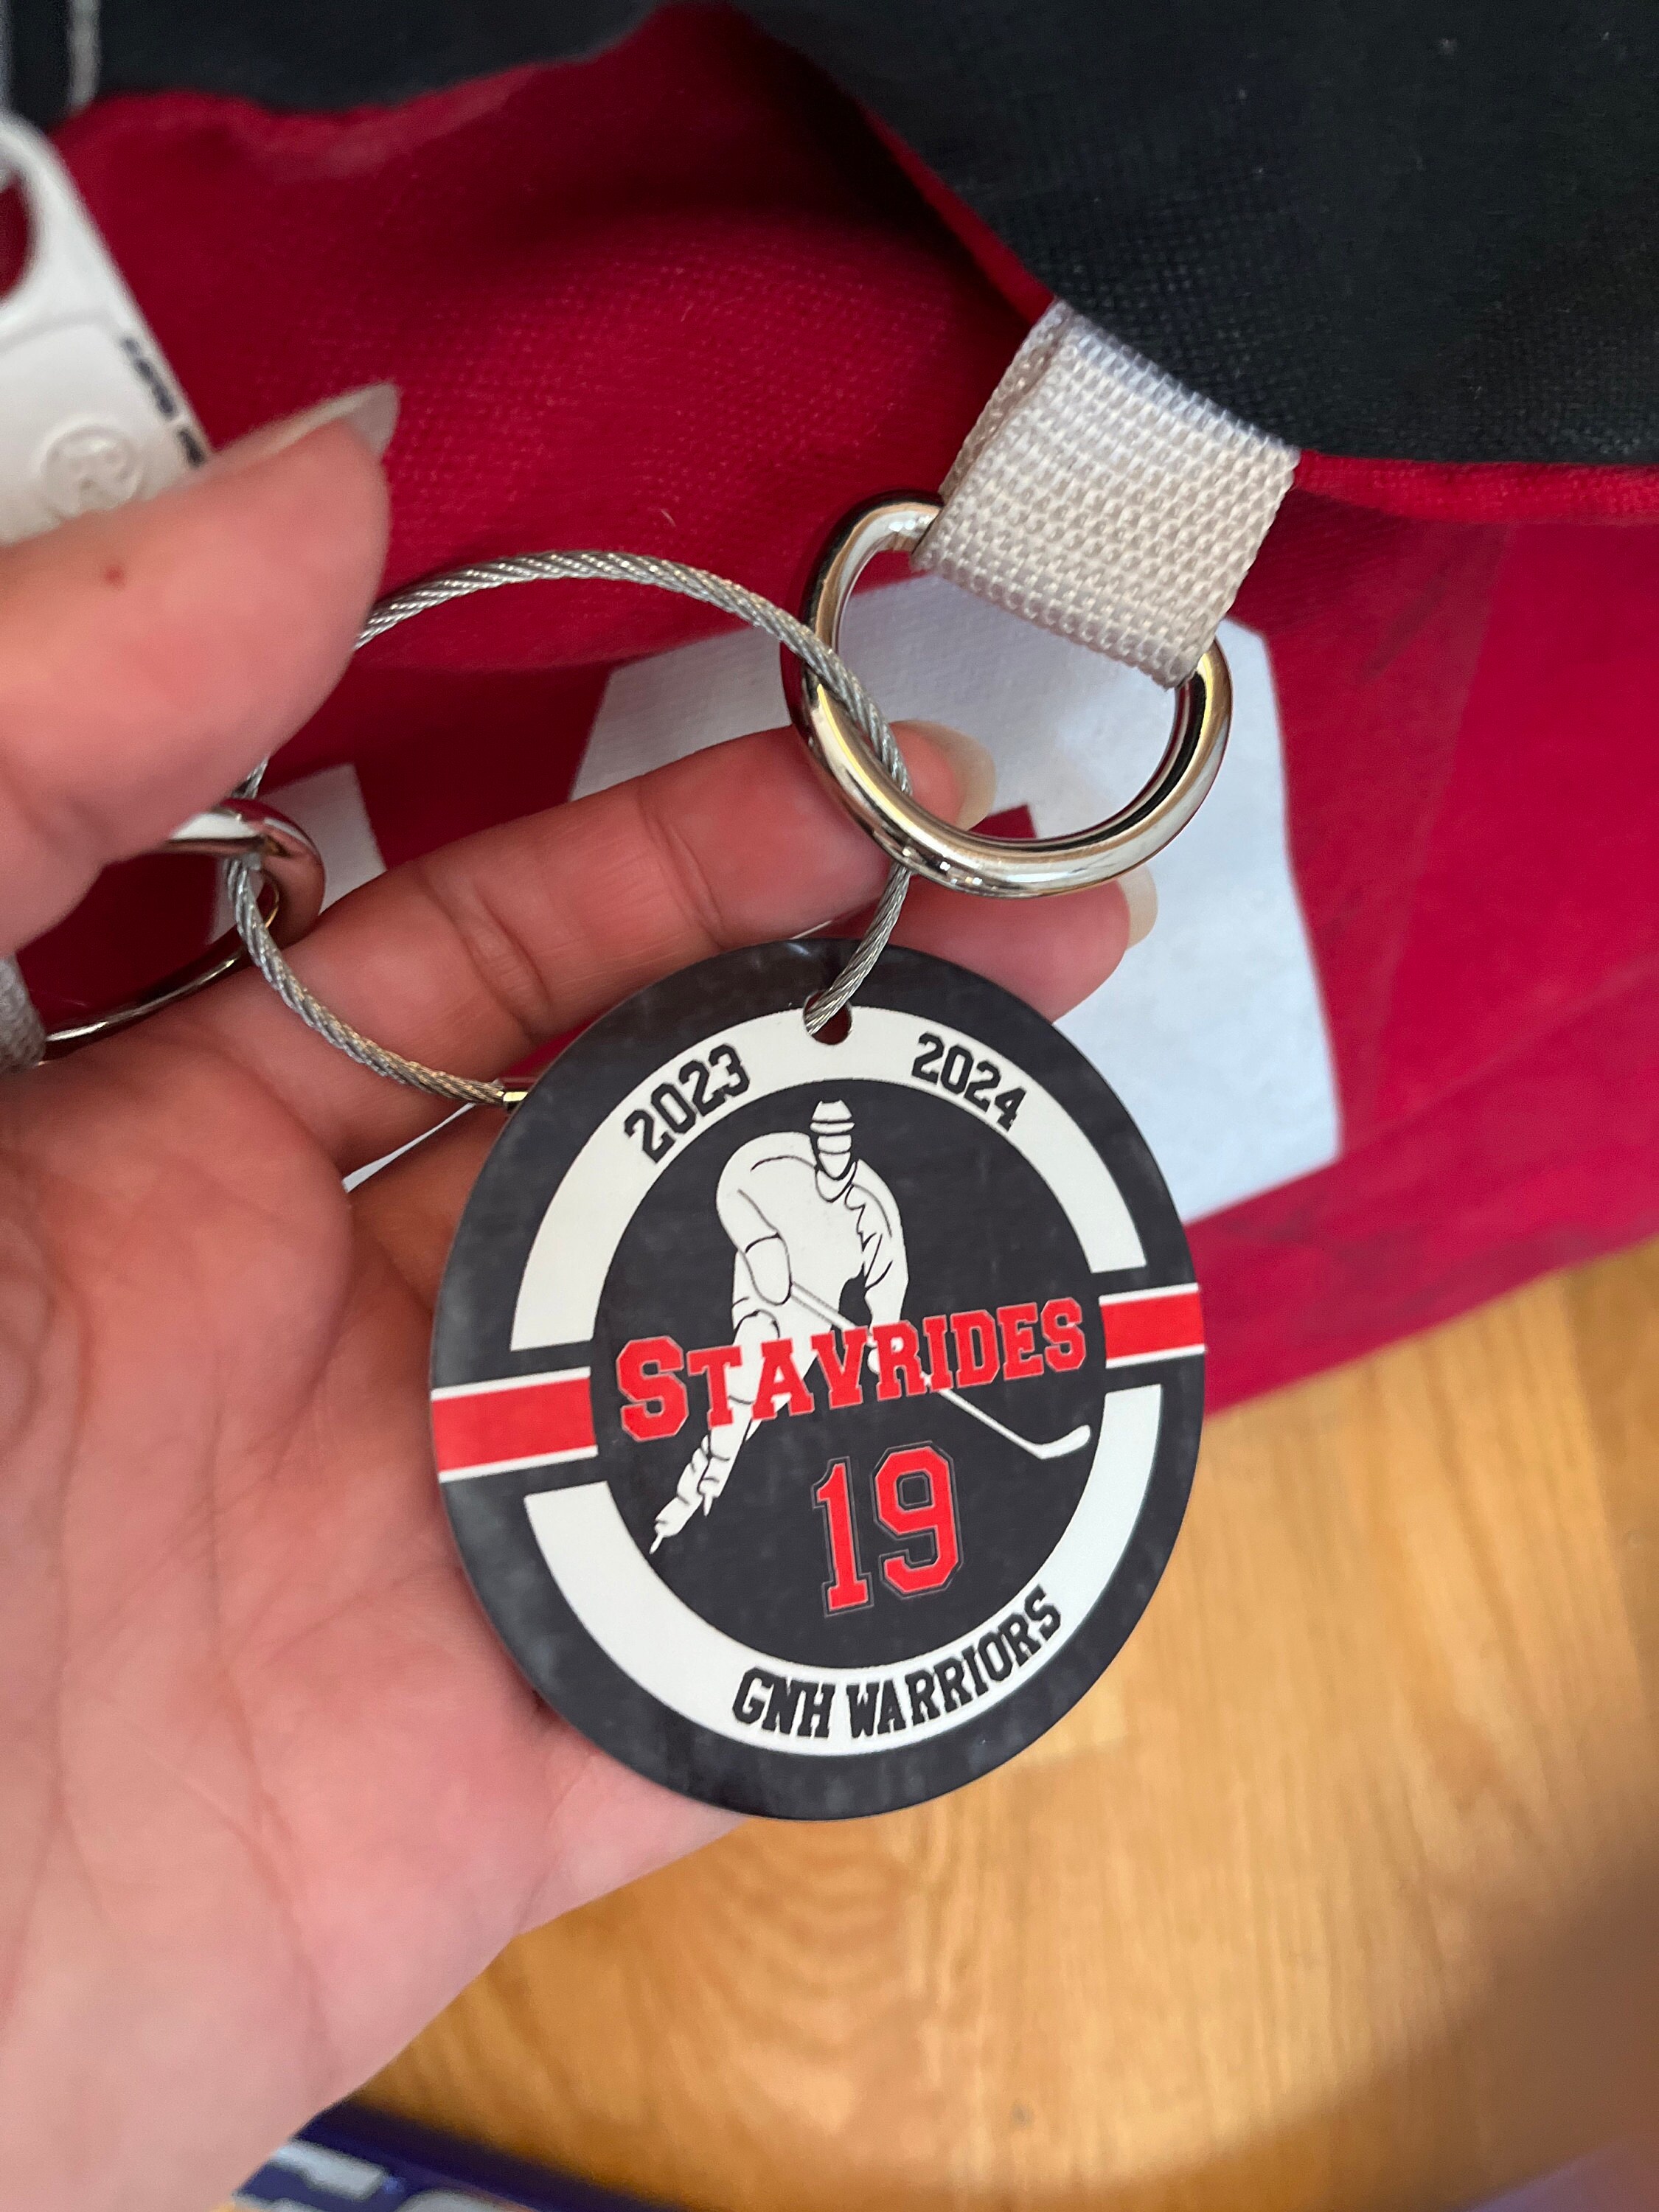 2023 2024
STAVRIDES
19
GNH WARRIORS
®